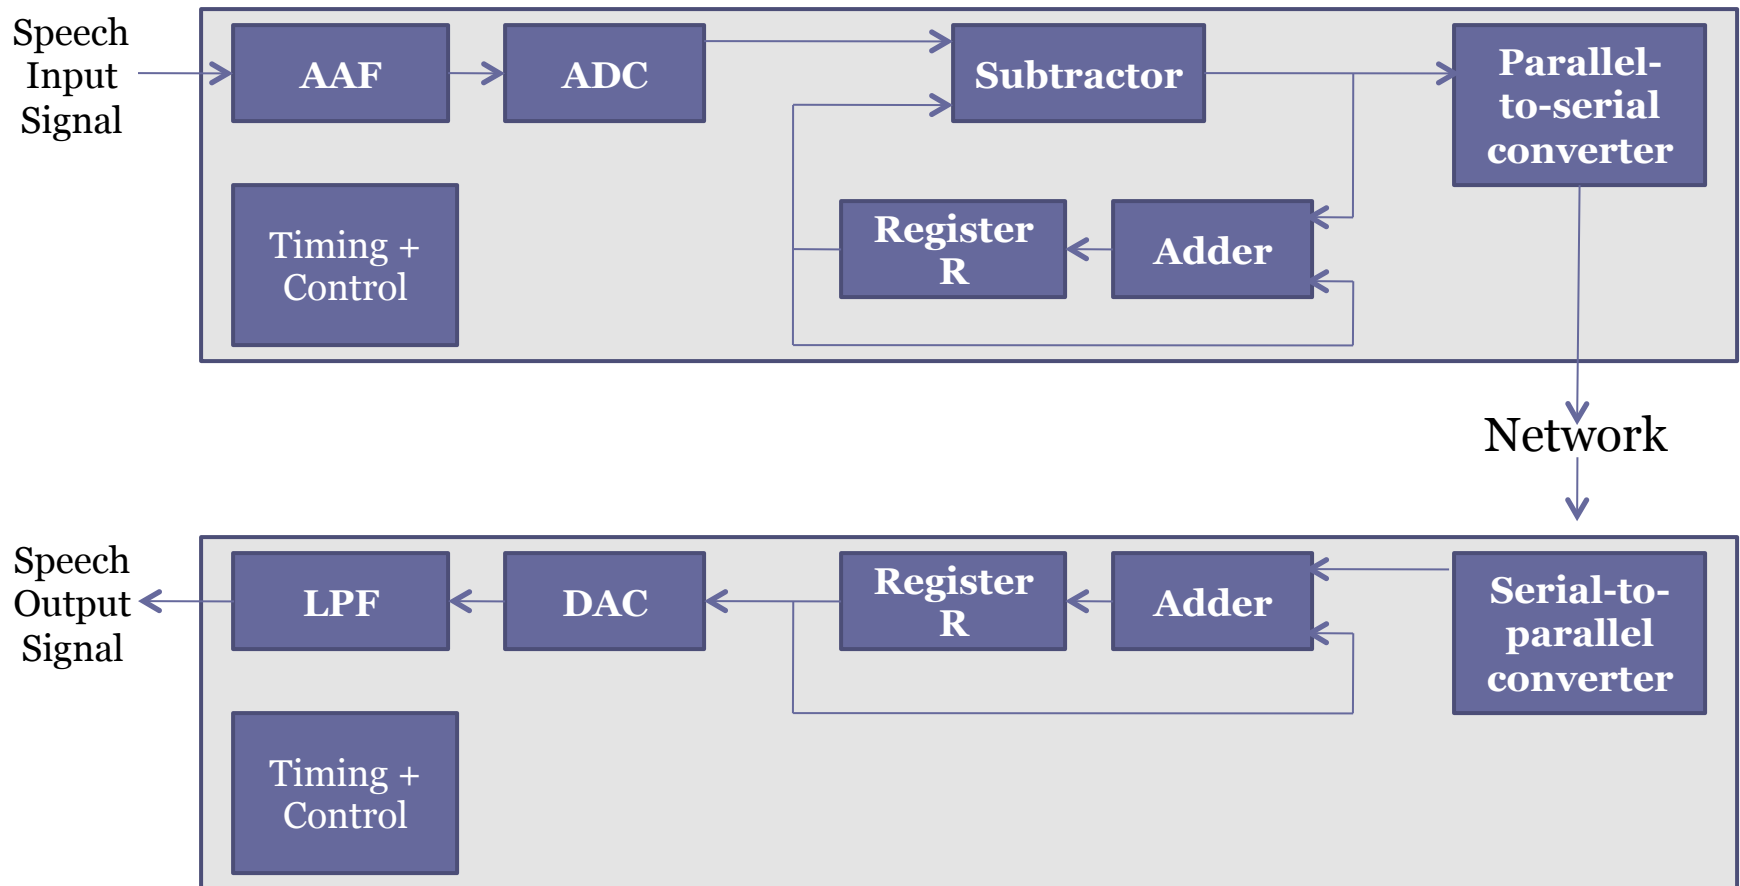 Speech
Input
Signal
AAF
ADC
Subtractor
Parallel-
to-serial
converter
Timing +
Control
Register
R
Adder
Network
Speech
Output
Signal
LPF
DAC
Register
R
Adder
Serial-to-
parallel
converter
Timing +
Control